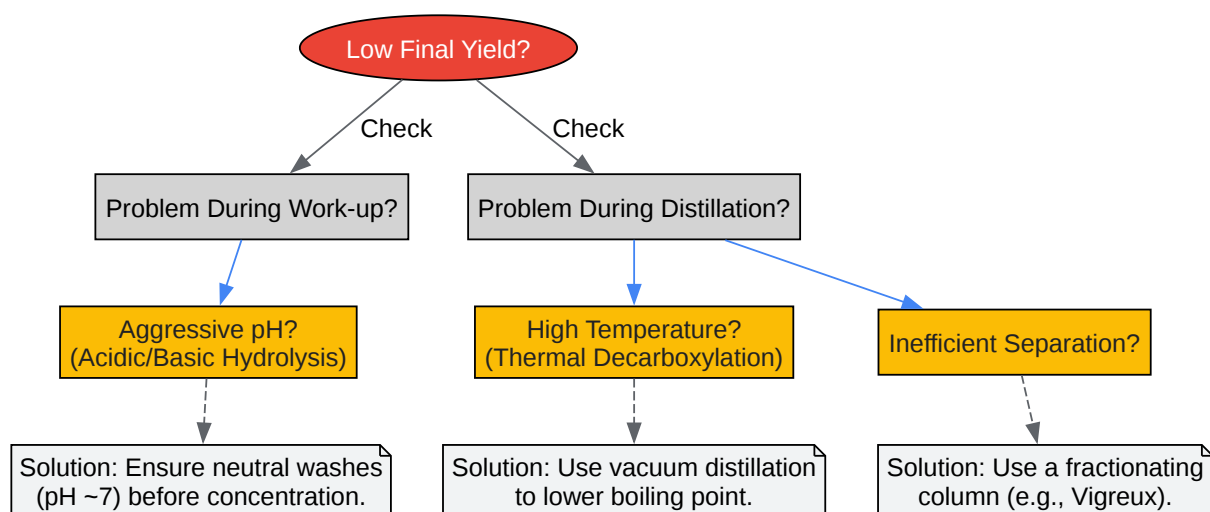 Low Final Yield?
Check
Check
Problem During Work-up?
Problem During Distillation?
Aggressive pH?
(Acidic/Basic Hydrolysis)
High Temperature?
(Thermal Decarboxylation)
Inefficient Separation?
Solution: Ensure neutral washes
(pH ~7) before concentration.
Solution: Use vacuum distillation
to lower boiling point.
Solution: Use a fractionating
column (e.g., Vigreux).